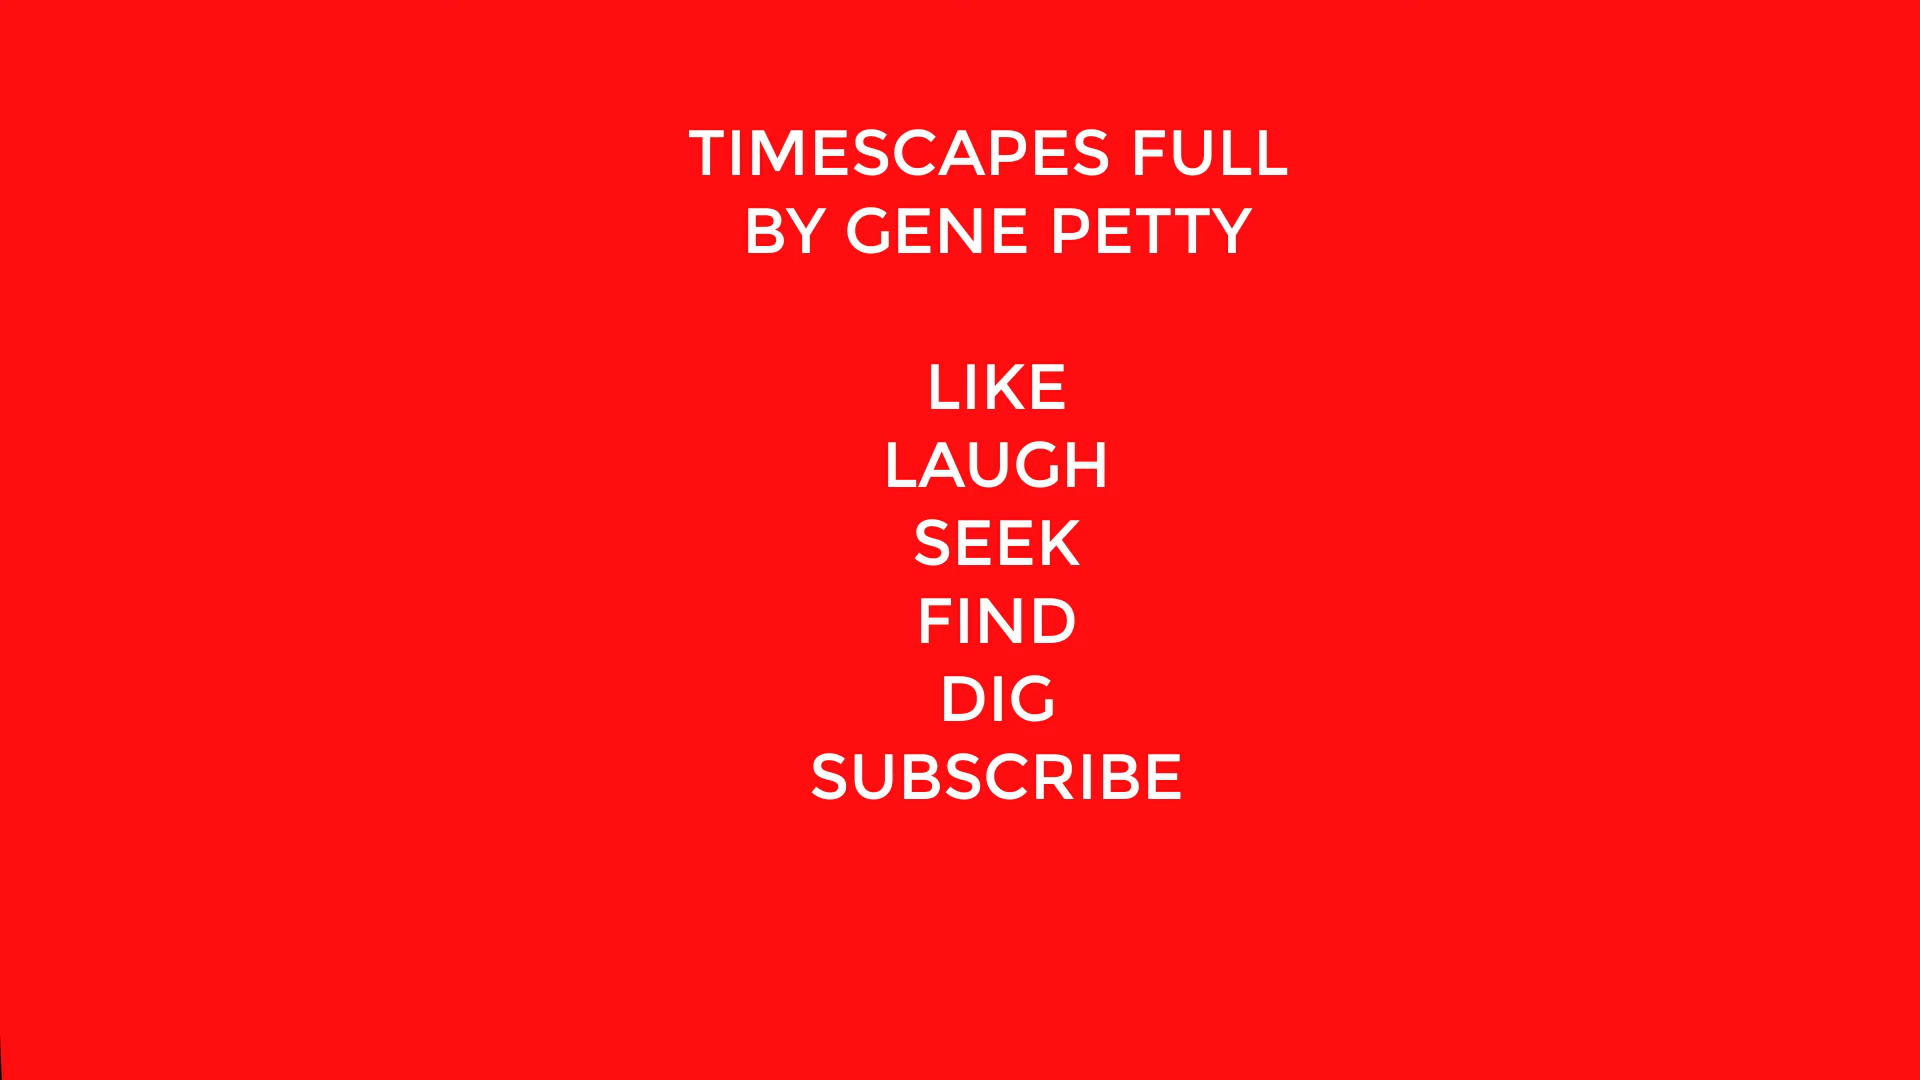 TIMESCAPES FULL
BY GENE PETTY
LIKE
LAUGH
SEEK
FIND
DIG
SUBSCRIBE